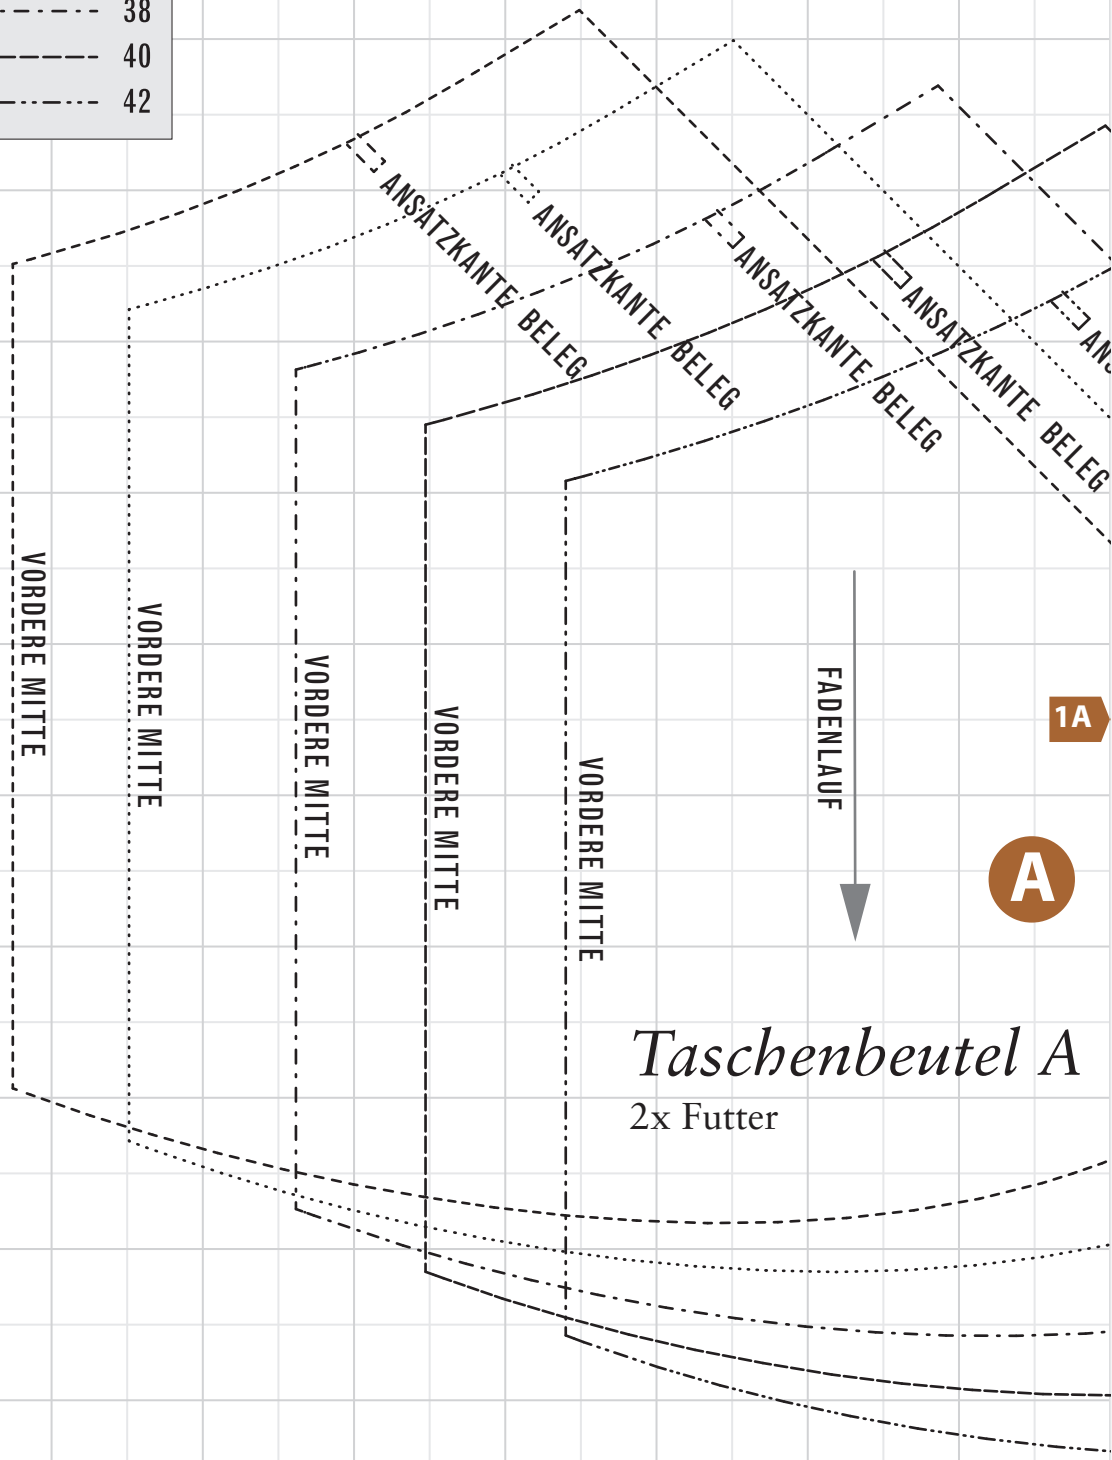 38
40
42
ANSATZKANTE BELEG
ANSATZKANTE BELEG
ANSATZKANTE BELEG
ANSATZKANTE BELEG
ANS
VORDERE MITTE
VORDERE MITTE
VORDERE MITTE
VORDERE MITTE
VORDERE MITTE
FADENLAUF
1A
A
Taschenbeutel A
2x Futter